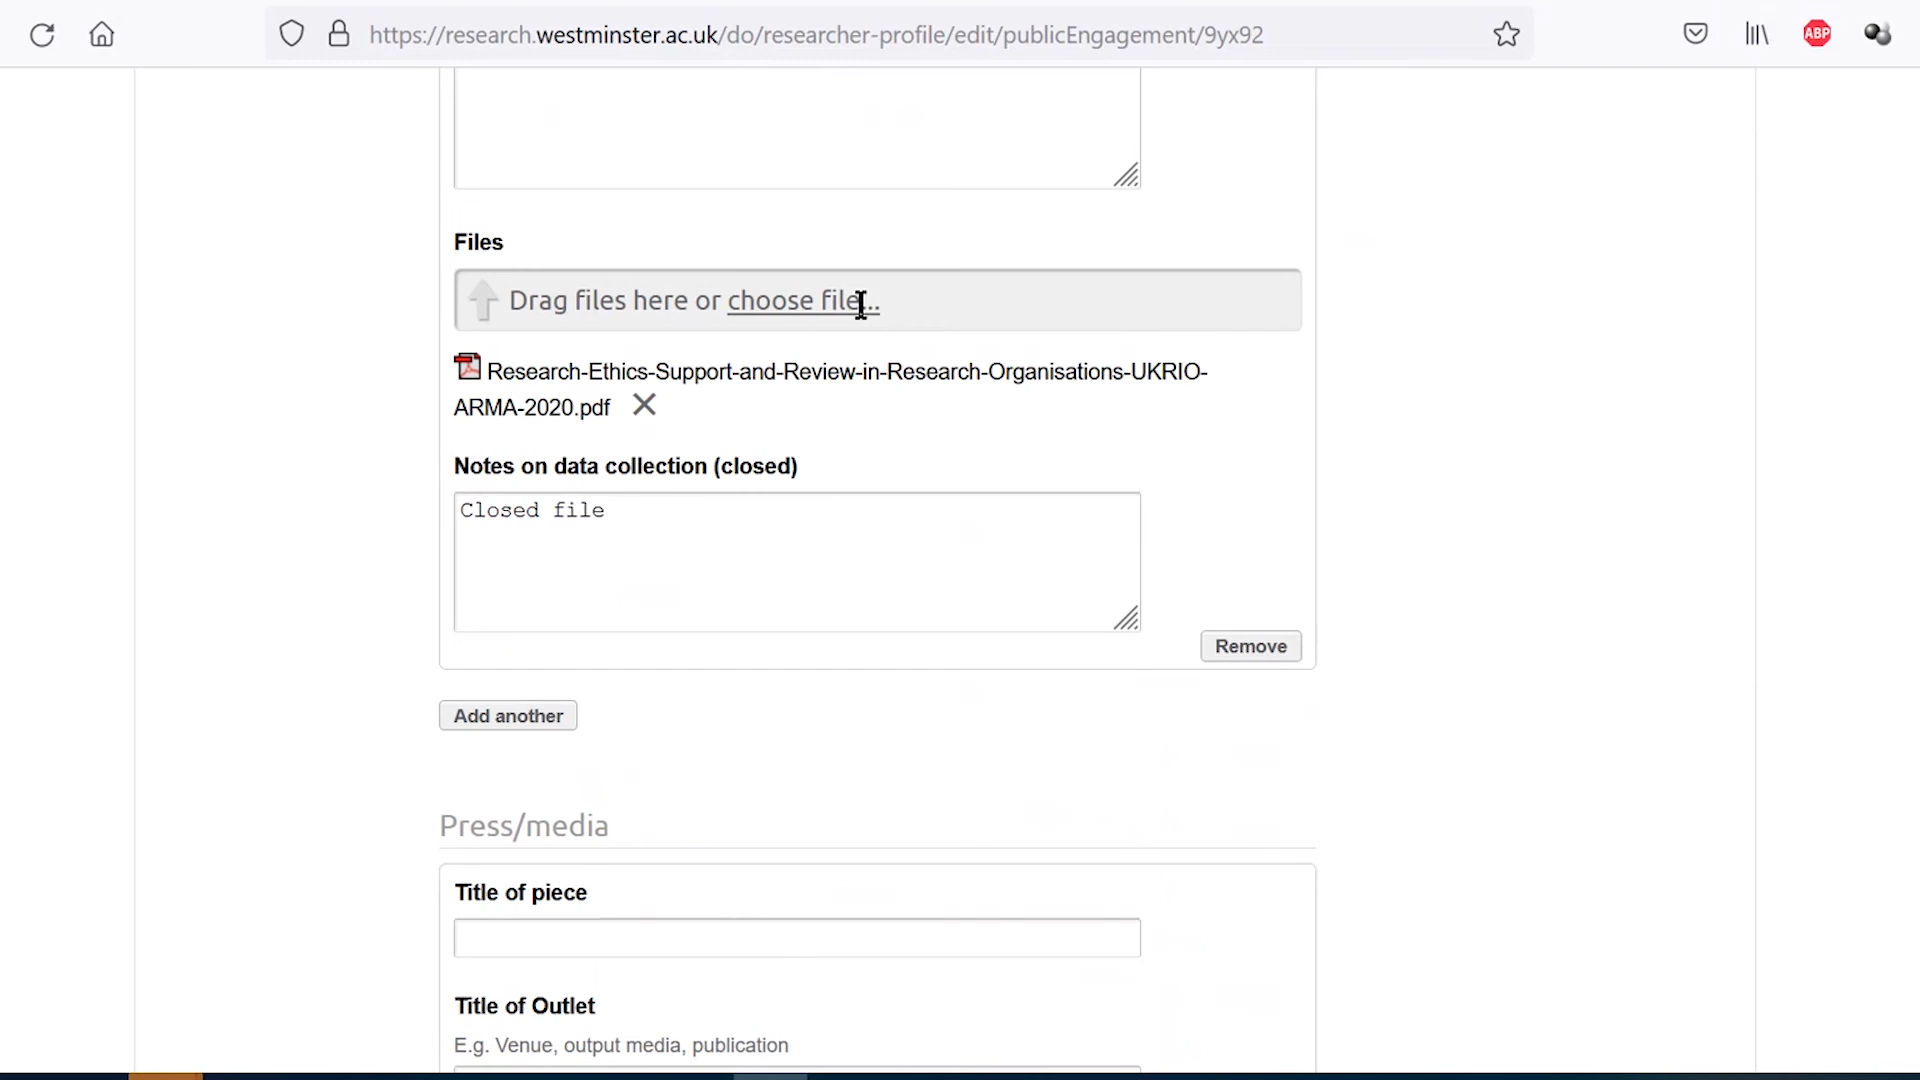 https://research.westminster.ac.uk/do/researcher-profile/edit/publicEngagement/9yx92
ABP
Files
Drag files here or choose file...
Research-Ethics-Support-and-Review-in-Research-Organisations-UKRIO-
ARMA-2020.pdf
Notes on data collection (closed)
Closed file
Remove
Add another
Press/media
Title of piece
Title of Outlet
E.g. Venue, output media, publication